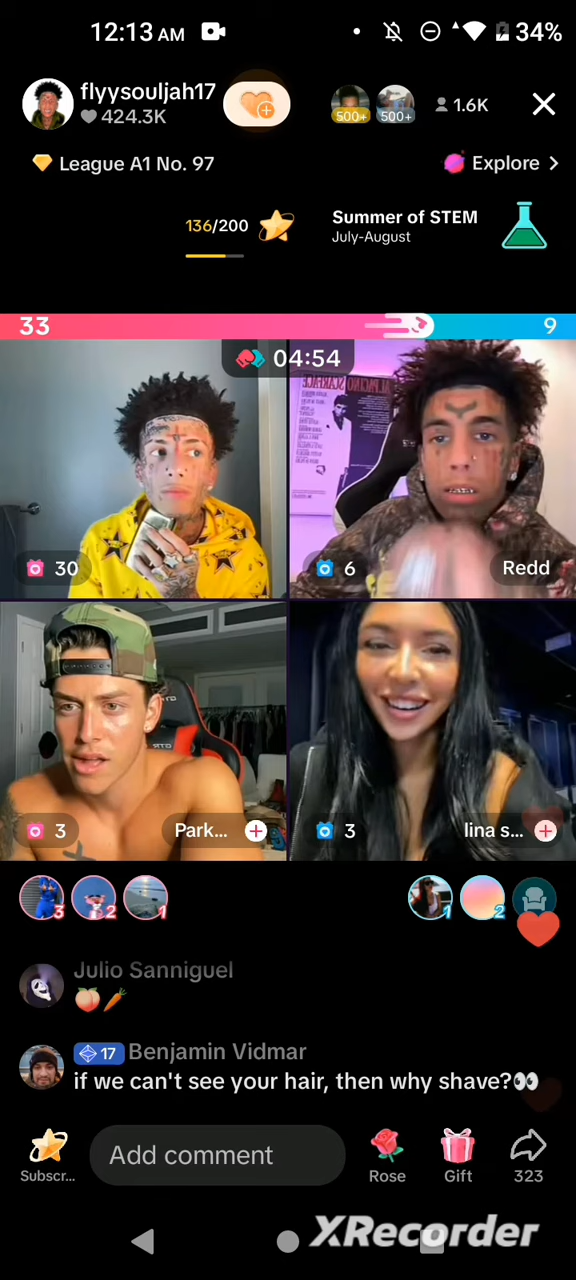 12:13 AM
34%
flyysouljah17
424.3K
500+
500+
1.6K
League A1 No. 97
Explore
136/200
Summer of STEM
July-August
33
9
04:54
30
6
Redd
3
Park...
3
lina s...
3
2
1
1
2
Julio Sanniguel
17 Benjamin Vidmar
if we can't see your hair, then why shave?
Subscr...
Add comment
Rose
Gift
323
XRecorder